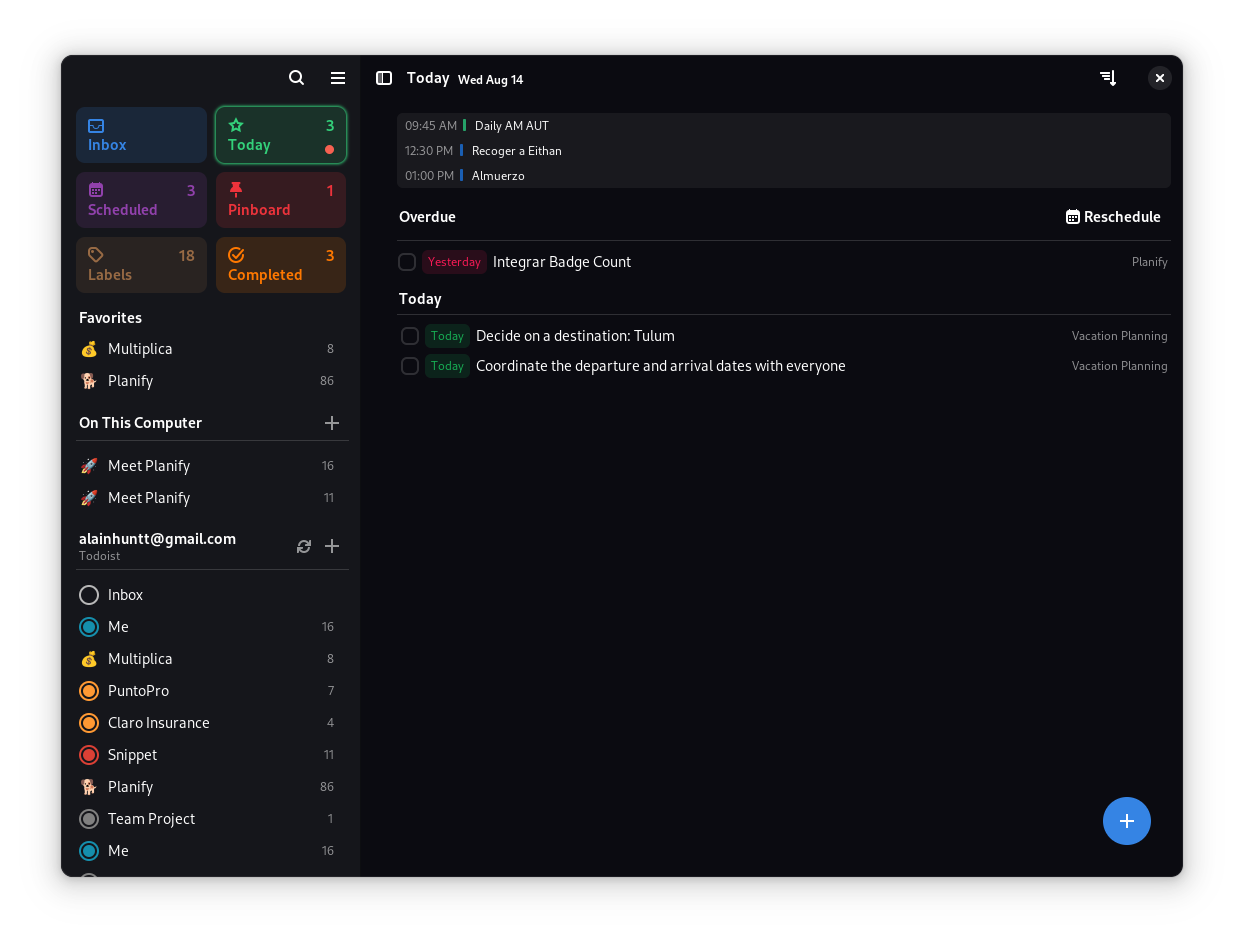 Inbox
3
Today
3
Scheduled
1
Pinboard
18
Labels
3
Completed
Favorites
Multiplica 8
Planify 86
On This Computer
Meet Planify 16
Meet Planify 11
alainhuntt@gmail.com
Todoist
Inbox
Me 16
Multiplica 8
PuntoPro 7
Claro Insurance 4
Snippet 11
Planify 86
Team Project 1
Me 16
Today Wed Aug 14
09:45 AM Daily AM AUT
12:30 PM Recoger a Eithan
01:00 PM Almuerzo
Overdue Reschedule
Yesterday Integrar Badge Count Planify
Today
Today Decide on a destination: Tulum Vacation Planning
Today Coordinate the departure and arrival dates with everyone Vacation Planning